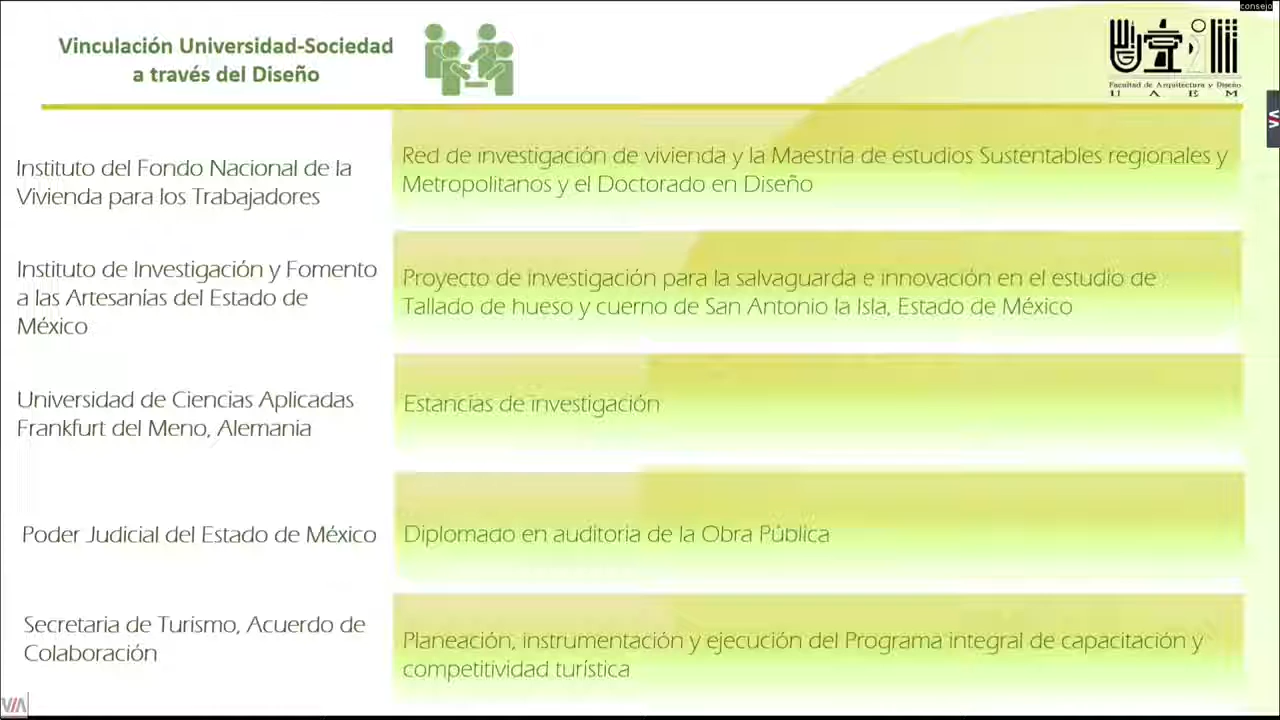 consejo
Vinculación Universidad-Sociedad
a través del Diseño
Facultad de Arquitectura y Diseño
U A E M
Instituto del Fondo Nacional de la
Vivienda para los Trabajadores
Red de investigación de vivienda y la Maestría de estudios Sustentables regionales y
Metropolitanos y el Doctorado en Diseño
Instituto de Investigación y Fomento
a las Artesanías del Estado de
México
Proyecto de investigación para la salvaguarda e innovación en el estudio de
Tallado de hueso y cuerno de San Antonio la Isla, Estado de México
Universidad de Ciencias Aplicadas
Frankfurt del Meno, Alemania
Estancias de investigación
Poder Judicial del Estado de México
Diplomado en auditoria de la Obra Pública
Secretaria de Turismo, Acuerdo de
Colaboración
Planeación, instrumentación y ejecución del Programa integral de capacitación y
competitividad turística
VIA